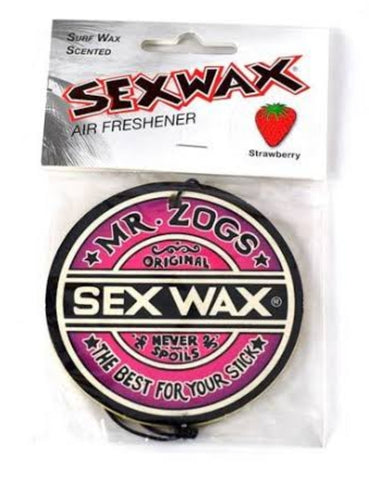 SURF WAX
SCENTED
SEXWAX®
AIR FRESHENER
Strawberry
MR. ZOGS
ORIGINAL
SEX WAX®
NEVER
SPOILS
THE BEST FOR YOUR STICK